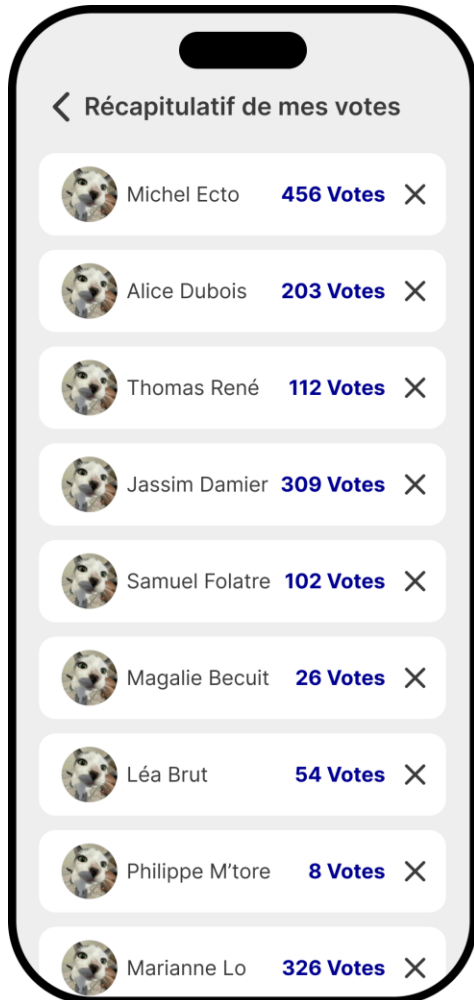 Récapitulatif de mes votes
Michel Ecto 456 Votes
Alice Dubois 203 Votes
Thomas René 112 Votes
Jassim Damier 309 Votes
Samuel Folatre 102 Votes
Magalie Becuit 26 Votes
Léa Brut 54 Votes
Philippe M'tore 8 Votes
Marianne Lo 326 Votes